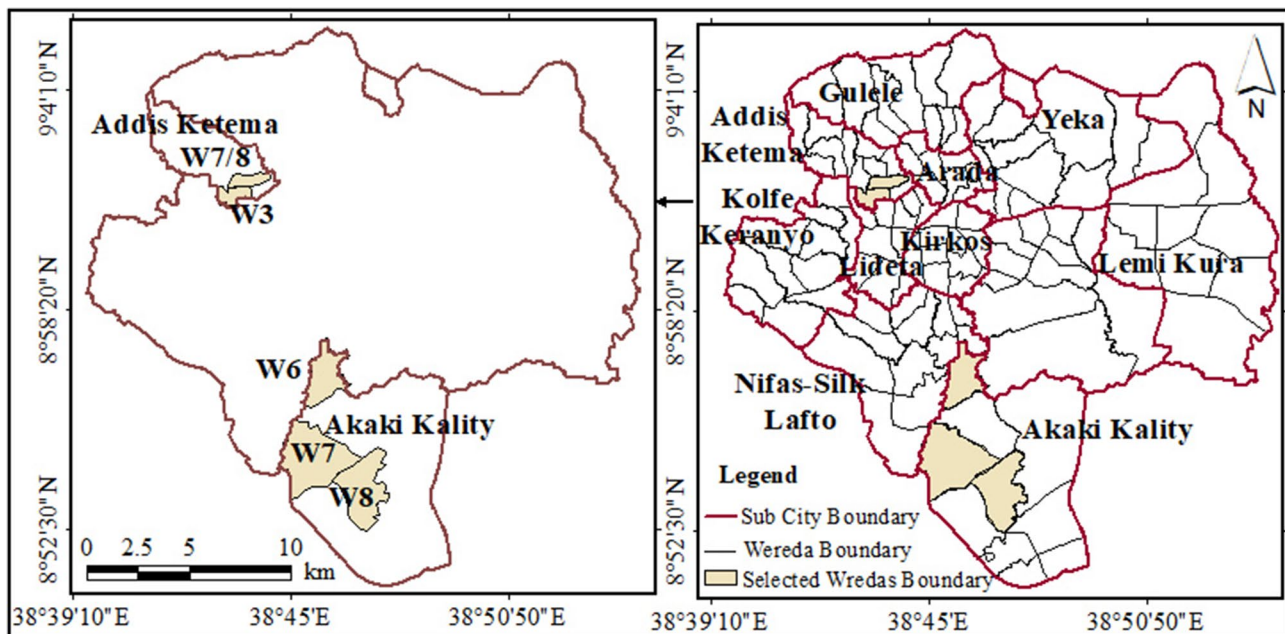 Addis Ketema
W7/8
W3
W6
Akaki Kality
W7
W8
0 2.5 5 10
km
9°4'10" N
8°58'20" N
8°52'30" N
38°39'10"E 38°45'E 38°50'50"E
N
Gulele
Yeka
Addis
Ketema
Arada
Kolfe
Keranyo
Kirkos
Lideta
Lemi Kura
Nifas-Silk
Lafto
Akaki Kality
Legend
Sub City Boundary
Wereda Boundary
Selected Wredas Boundary
9°4'10" N
8°58'20" N
8°52'30" N
38°39'10"E 38°45'E 38°50'50"E